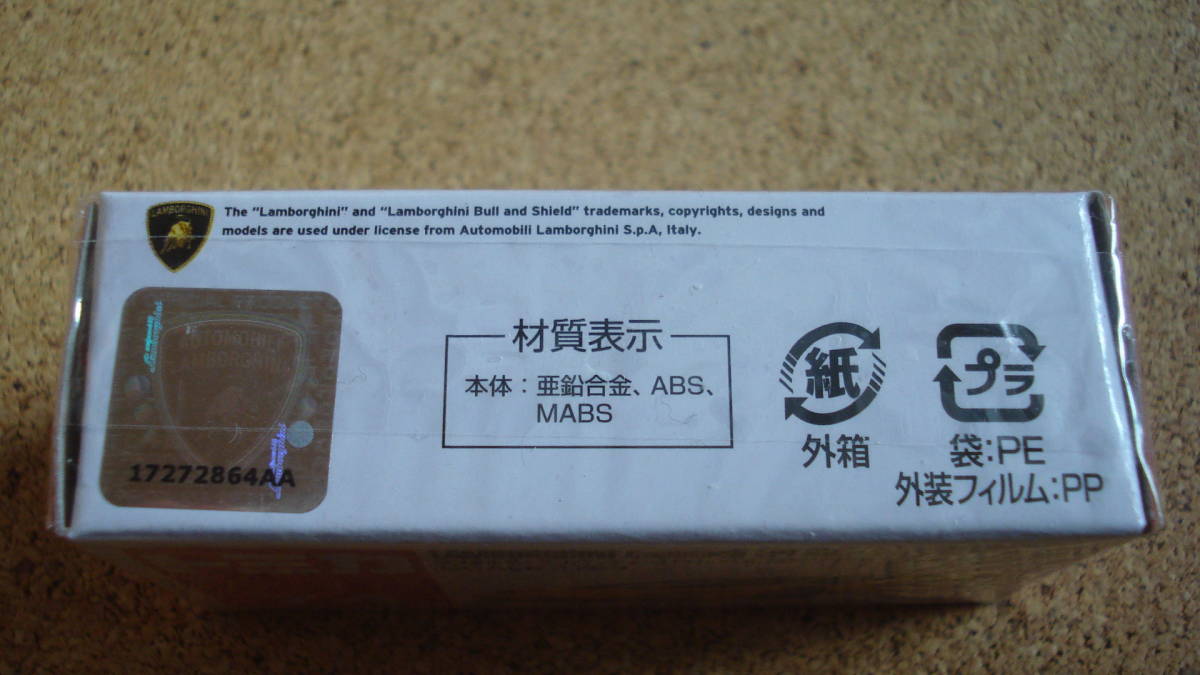 LAMBORGHINI
The "Lamborghini" and "Lamborghini Bull and Shield" trademarks, copyrights, designs and
models are used under license from Automobili Lamborghini S.p.A, Italy.
AUTOMOBILI
17272864AA
材質表示
本体：亜鉛合金、ABS、
MABS
紙
外箱
プラ
袋:PE
外装フィルム:PP